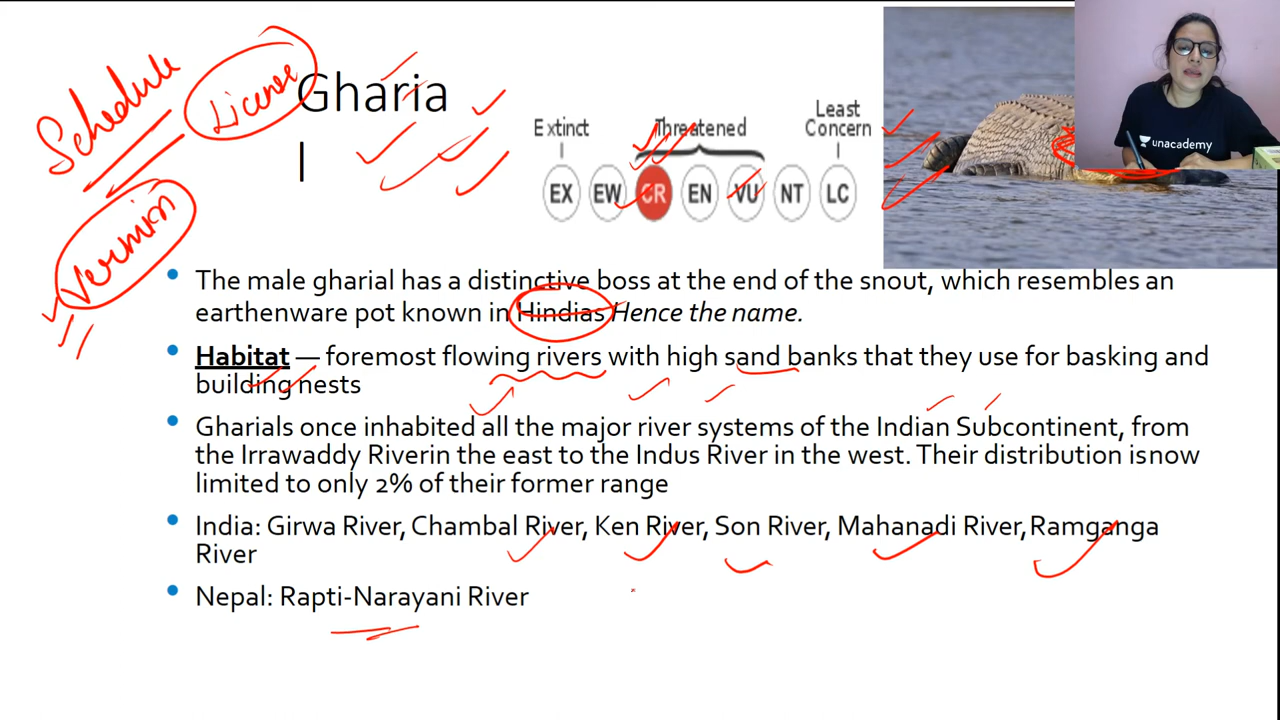 Schedule
License
Vermin
Gharia
l
Extinct
Threatened
Least
Concern
EX EW CR EN VU NT LC
unacademy
• The male gharial has a distinctive boss at the end of the snout, which resembles an
earthenware pot known in Hindias Hence the name.
• Habitat — foremost flowing rivers with high sand banks that they use for basking and
building nests
• Gharials once inhabited all the major river systems of the Indian Subcontinent, from
the Irrawaddy Riverin the east to the Indus River in the west. Their distribution isnow
limited to only 2% of their former range
• India: Girwa River, Chambal River, Ken River, Son River, Mahanadi River,Ramganga
River
• Nepal: Rapti-Narayani River